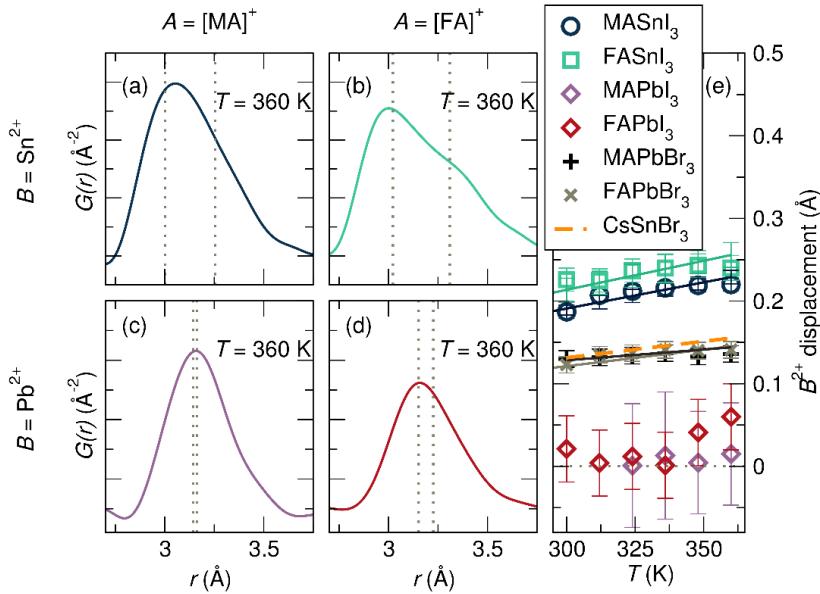 A = [MA]⁺
A = [FA]⁺
B = Sn²⁺
B = Pb²⁺
(a)
T = 360 K
G(r) (Å⁻²)
(b)
T = 360 K
(c)
T = 360 K
G(r) (Å⁻²)
3
3.5
r (Å)
(d)
T = 360 K
3
3.5
r (Å)
MASnI₃
FASnI₃
MAPbI₃
FAPbI₃
MAPbBr₃
FAPbBr₃
CsSnBr₃
(e)
0.5
0.4
0.3
0.2
0.1
0
B²⁺ displacement (Å)
300
325
350
T (K)